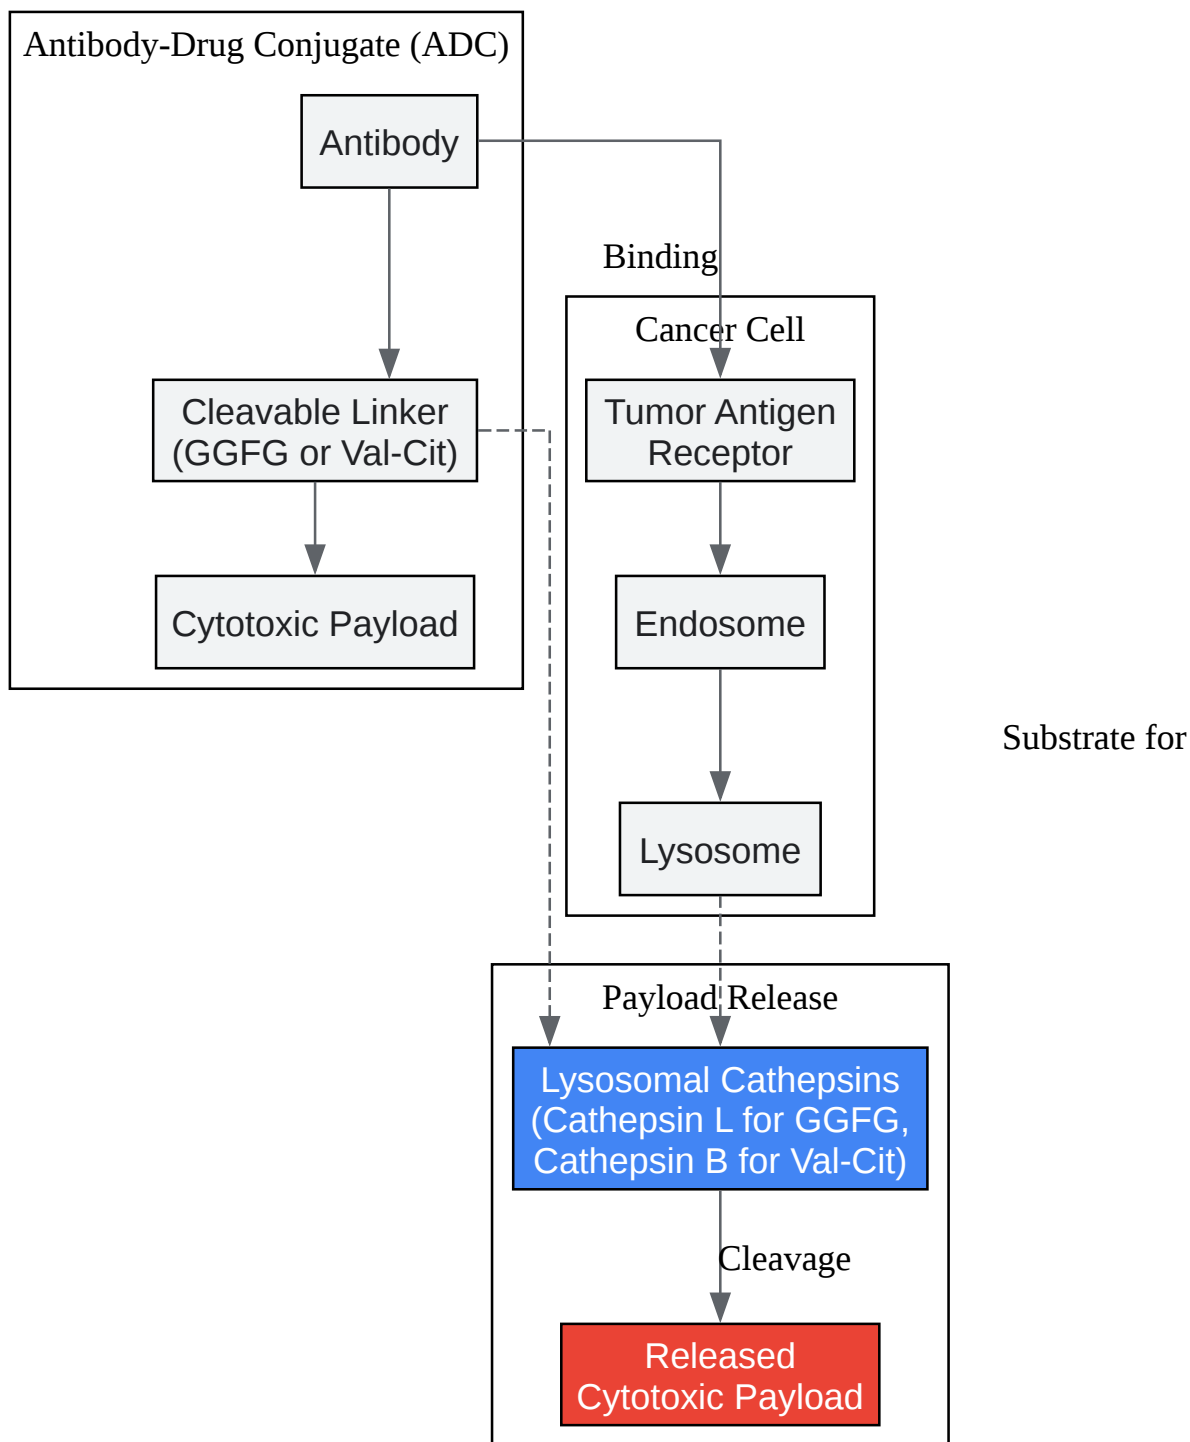 Antibody-Drug Conjugate (ADC)
Antibody
Binding
Cancer Cell
Cleavable Linker
(GGFG or Val-Cit)
Tumor Antigen
Receptor
Cytotoxic Payload
Endosome
Substrate for
Lysosome
Payload Release
Lysosomal Cathepsins
(Cathepsin L for GGFG,
Cathepsin B for Val-Cit)
Cleavage
Released
Cytotoxic Payload